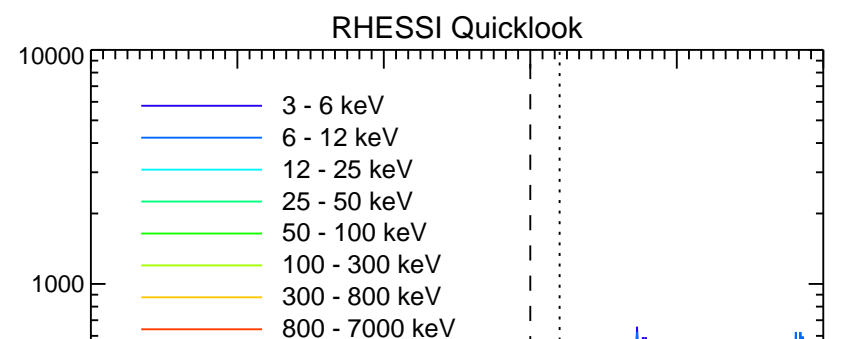 RHESSI Quicklook
10000
3 - 6 keV
6 - 12 keV
12 - 25 keV
25 - 50 keV
50 - 100 keV
100 - 300 keV
1000
300 - 800 keV
800 - 7000 keV